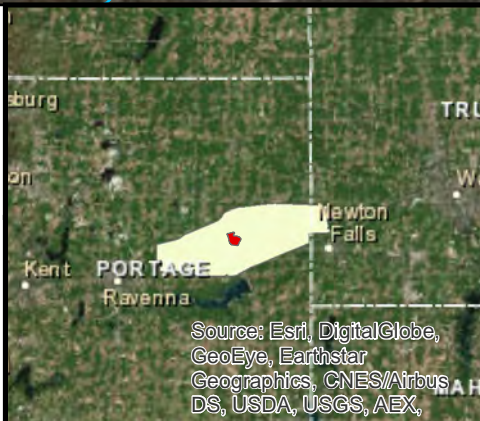 sburg
TRU
on
W
Newton
Falls
Kent
PORTAGE
Ravenna
Source: Esri, DigitalGlobe,
GeoEye, Earthstar
Geographics, CNES/Airbus
DS, USDA, USGS, AEX,
MAH